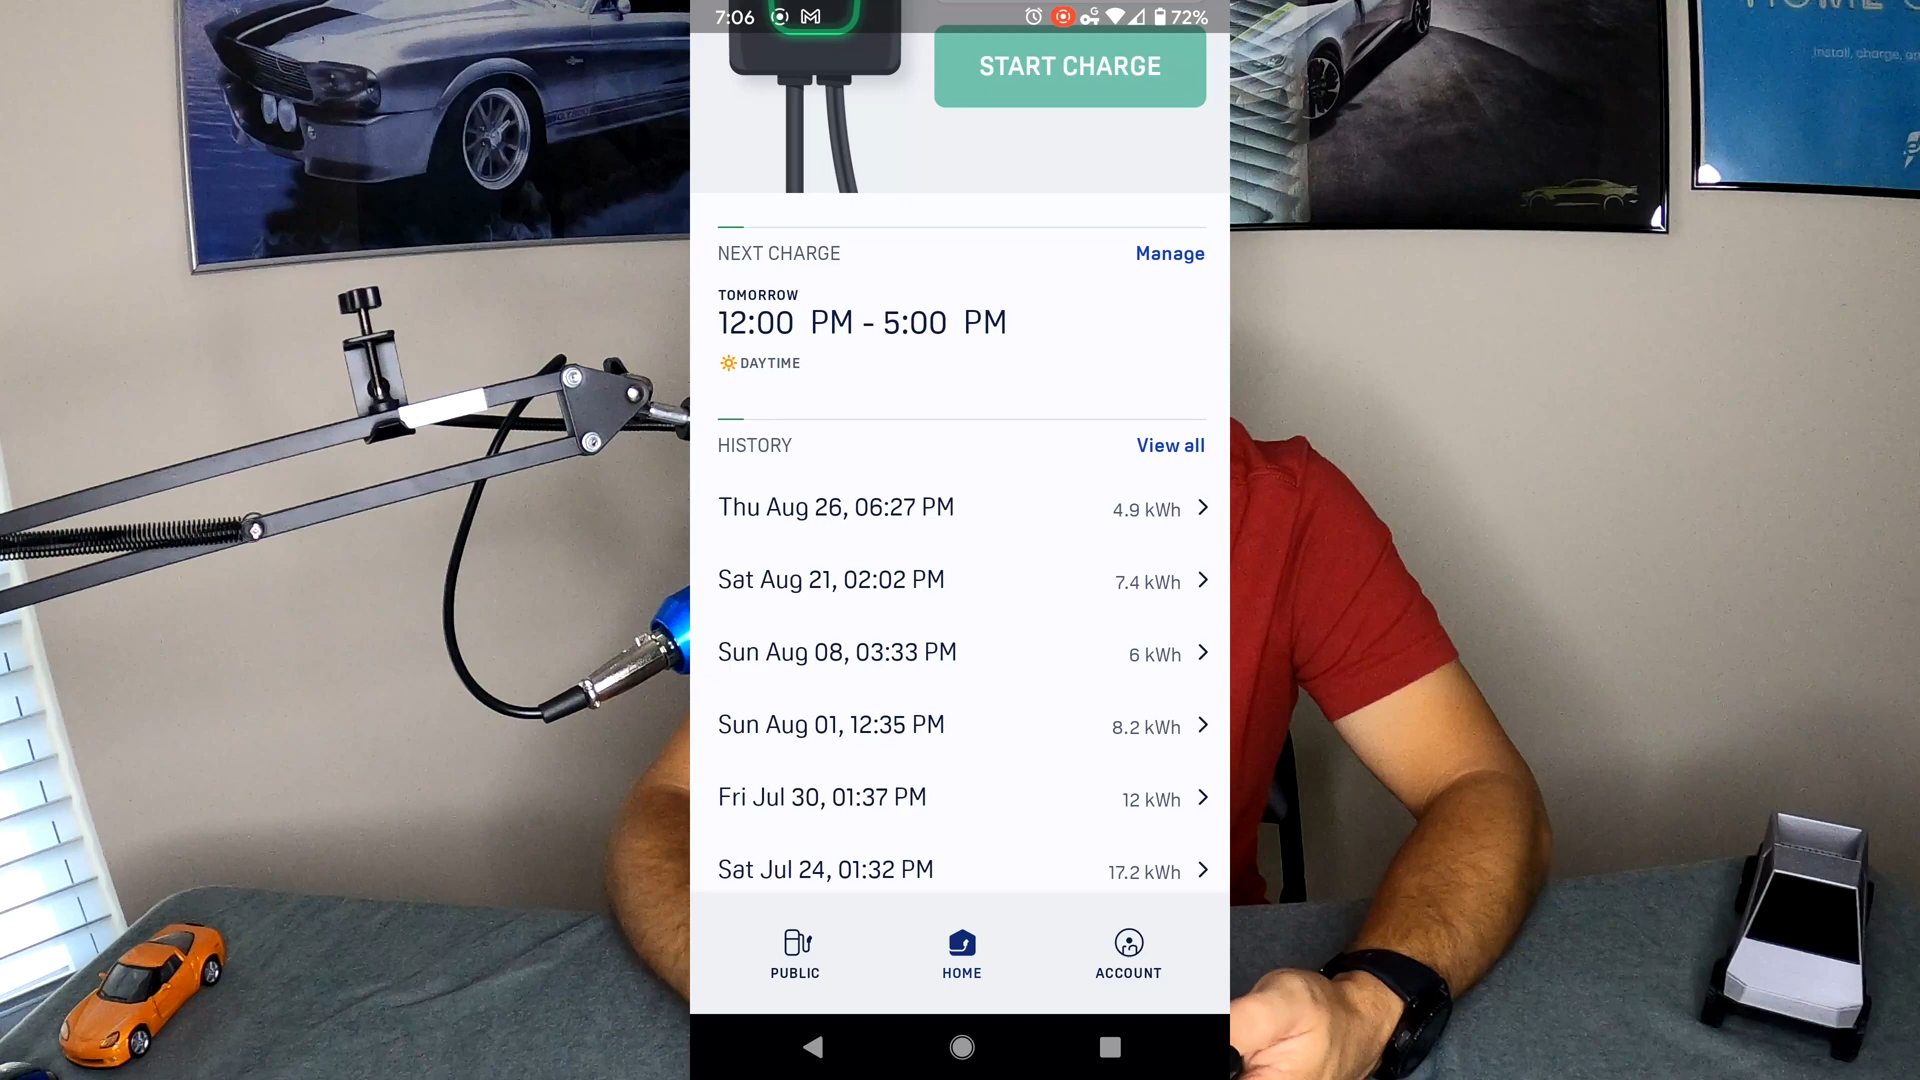 7:06
72%
START CHARGE
NEXT CHARGE
Manage
TOMORROW
12:00 PM - 5:00 PM
DAYTIME
HISTORY
View all
Thu Aug 26, 06:27 PM
4.9 kWh
Sat Aug 21, 02:02 PM
7.4 kWh
Sun Aug 08, 03:33 PM
6 kWh
Sun Aug 01, 12:35 PM
8.2 kWh
Fri Jul 30, 01:37 PM
12 kWh
Sat Jul 24, 01:32 PM
17.2 kWh
PUBLIC
HOME
ACCOUNT
Install, charge,